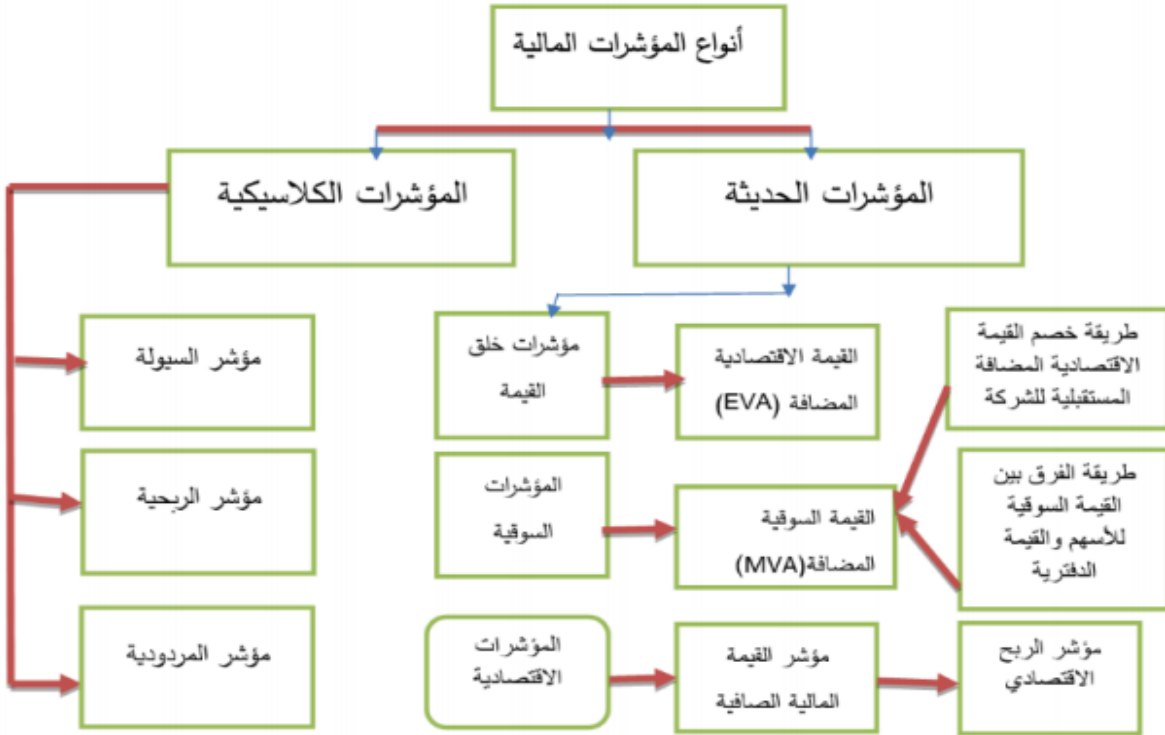 أنواع المؤشرات المالية
المؤشرات الحديثة
المؤشرات الكلاسيكية
مؤشر السيولة
مؤشر الربحية
مؤشر المردودية
مؤشرات خلق
القيمة
القيمة الاقتصادية
المضافة (EVA)
طريقة خصم القيمة
الاقتصادية المضافة
المستقبلية للشركة
المؤشرات
السوقية
القيمة السوقية
المضافة(MVA)
طريقة الفرق بين
القيمة السوقية
للأسهم والقيمة
الدفترية
المؤشرات
الاقتصادية
مؤشر القيمة
المالية الصافية
مؤشر الربح
الاقتصادي